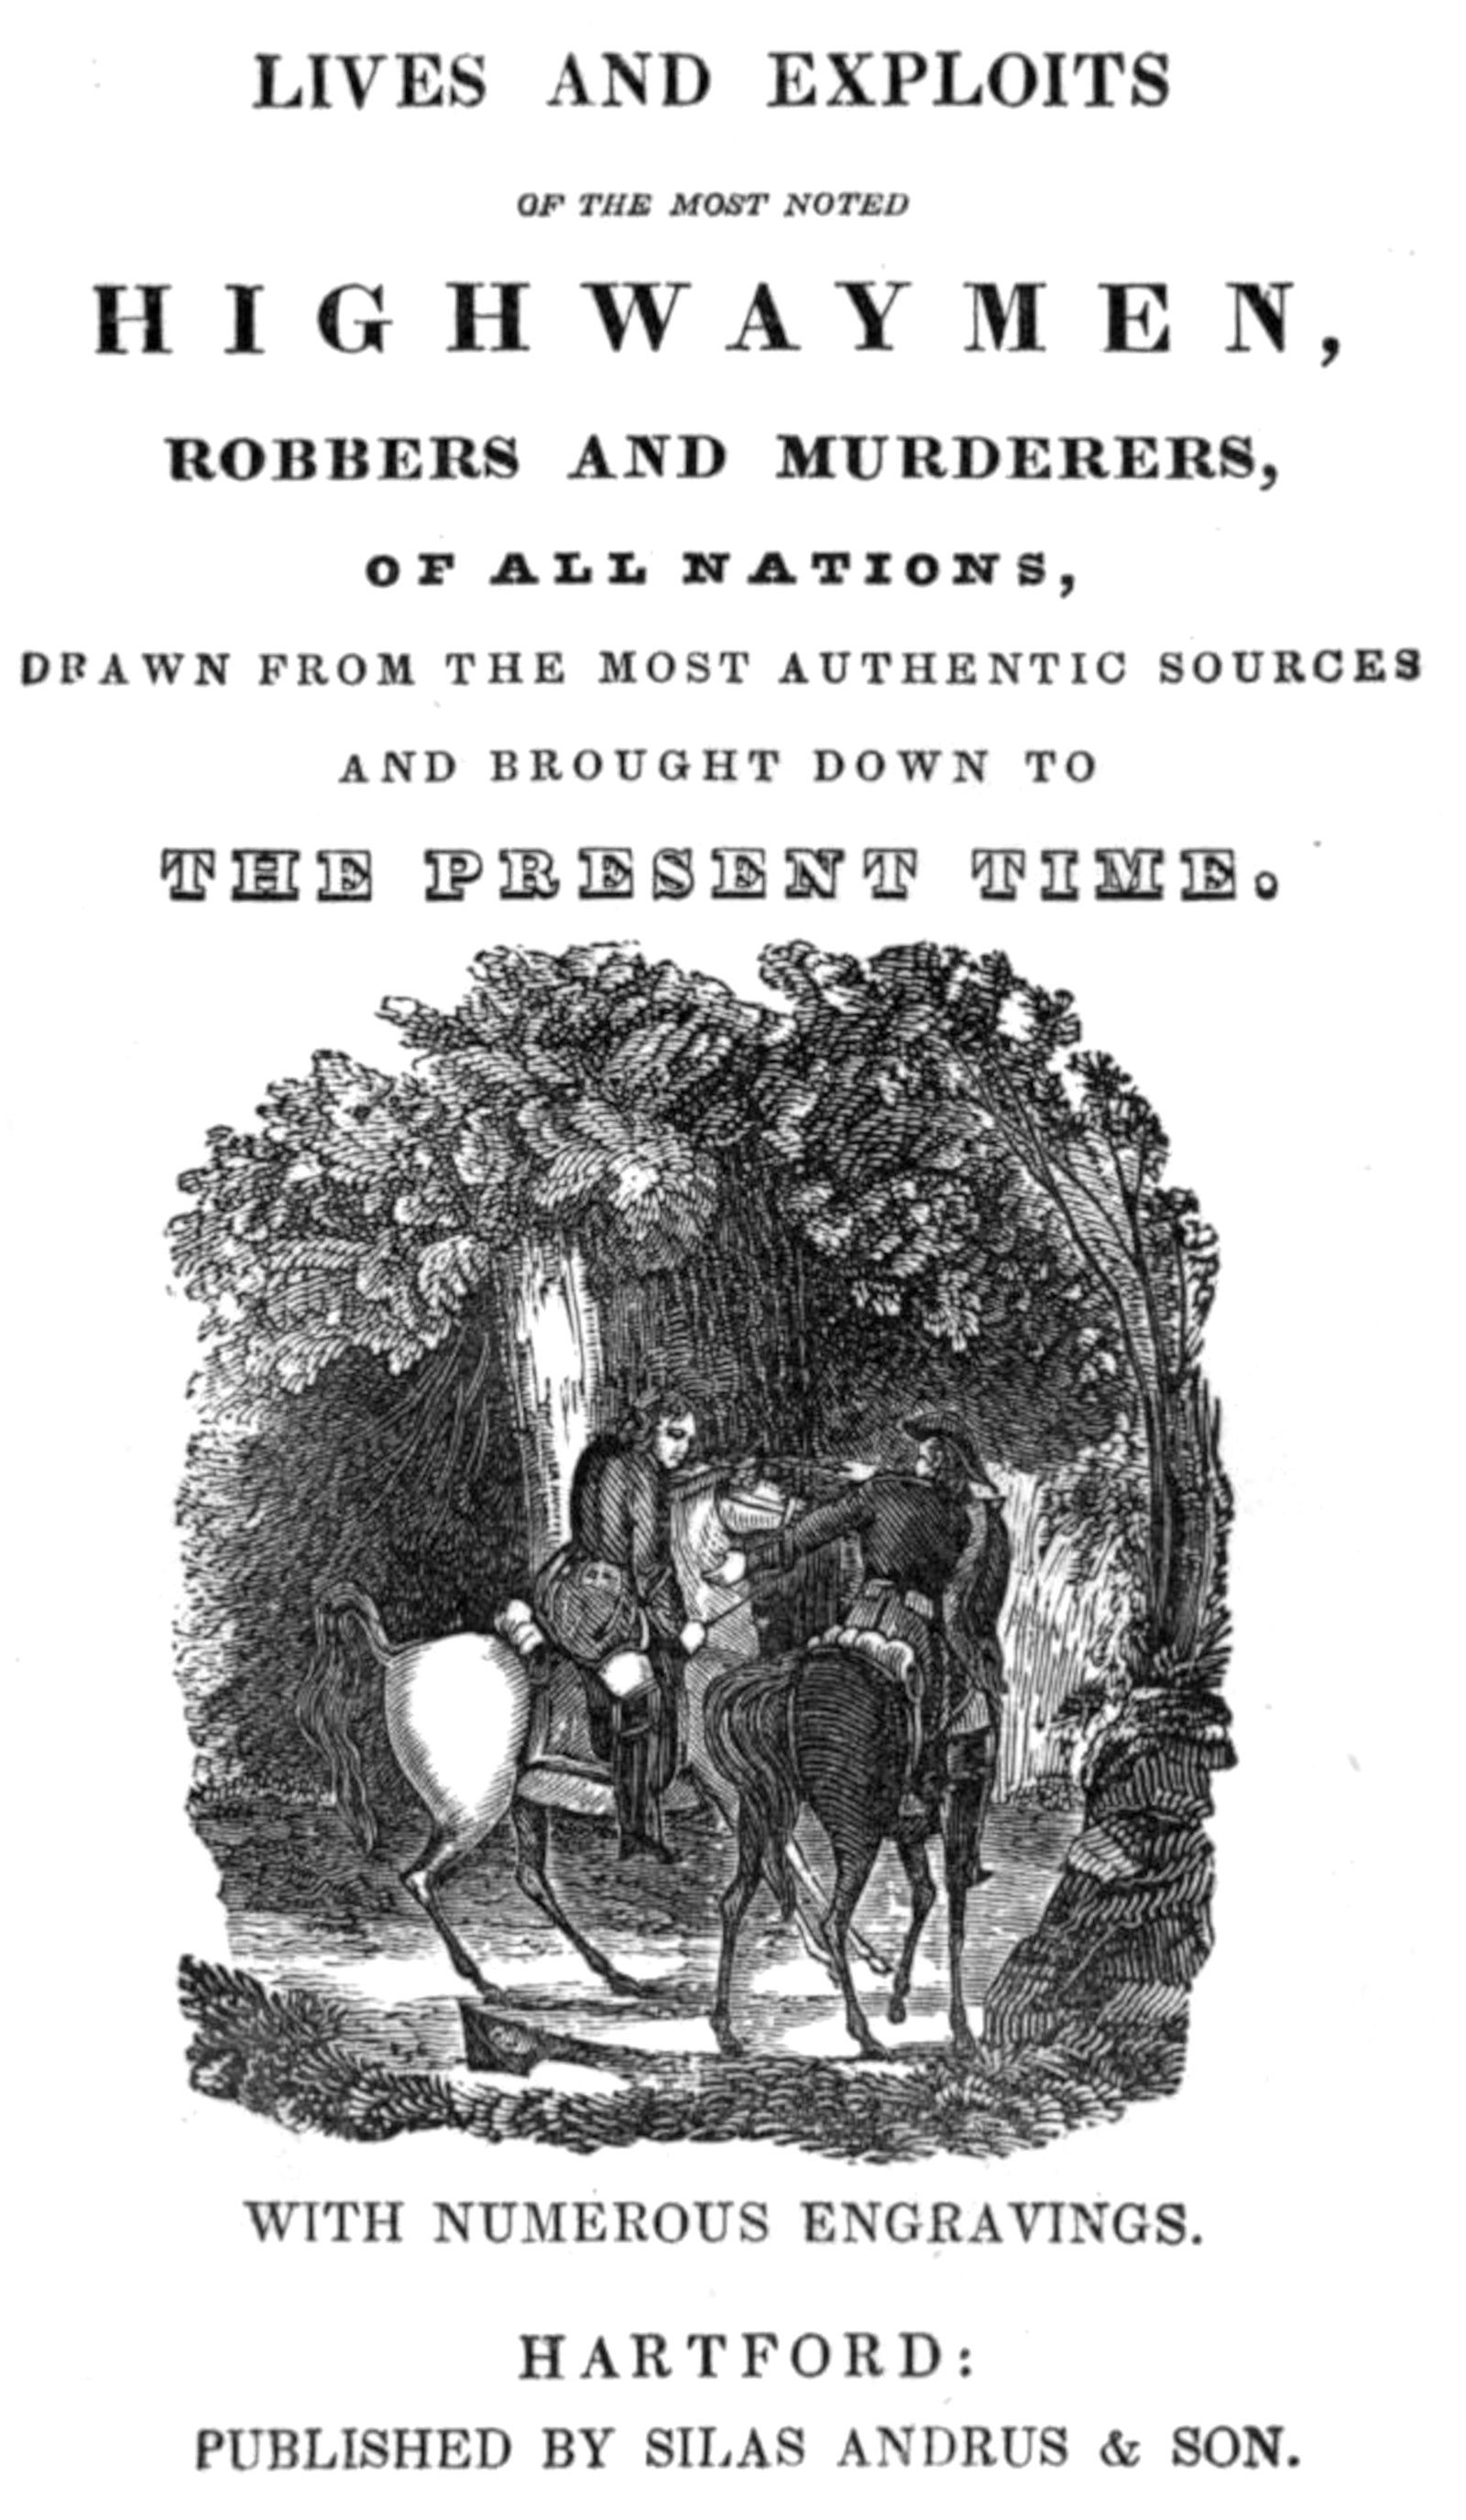 LIVES AND EXPLOITS
OF THE MOST NOTED
HIGHWAYMEN,
ROBBERS AND MURDERERS,
OF ALL NATIONS,
DRAWN FROM THE MOST AUTHENTIC SOURCES
AND BROUGHT DOWN TO
THE PRESENT TIME.
WITH NUMEROUS ENGRAVINGS.
HARTFORD:
PUBLISHED BY SILAS ANDRUS & SON.